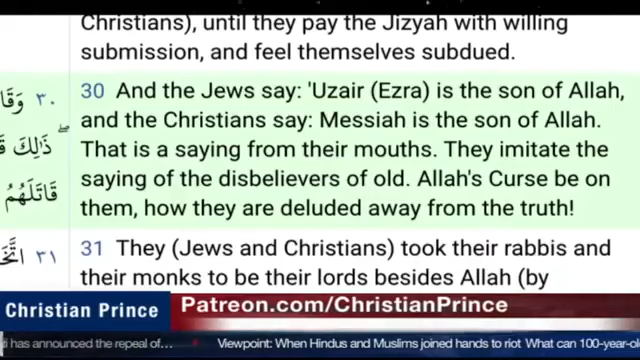 Christians), until they pay the Jizyah with willing
submission, and feel themselves subdued.
٣٠
30 And the Jews say: 'Uzair (Ezra) is the son of Allah,
and the Christians say: Messiah is the son of Allah.
ذَٰلِكَ
That is a saying from their mouths. They imitate the
saying of the disbelievers of old. Allah's Curse be on
قَاتَلَهُمُ
them, how they are deluded away from the truth!
٣١
31 They (Jews and Christians) took their rabbis and
their monks to be their lords besides Allah (by
Christian Prince
Patreon.com/ChristianPrince
has announced the repeal of...
Viewpoint: When Hindus and Muslims joined hands to riot
What can 100-year-ol